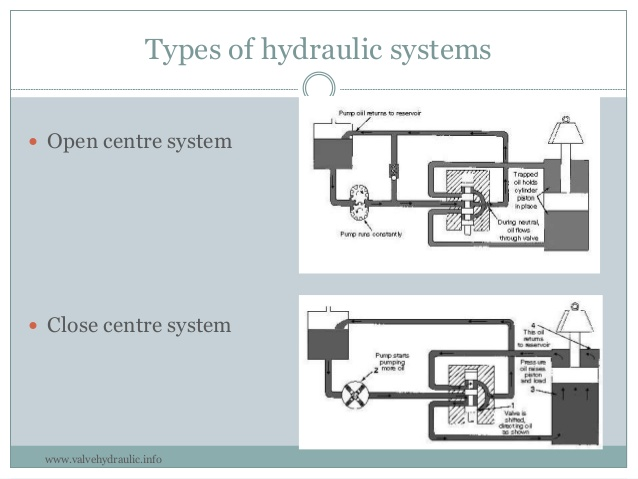 Types of hydraulic systems
• Open centre system
Pump oil returns to reservoir
Trapped
oil holds
cylinder
piston
in place
During neutral,
oil flows
through valve
Pump runs constantly
• Close centre system
4
This oil
returns
to reservoir
Pump starts
pumping
more oil
2
Pressure
oil raises
piston
and load
3
1
Valve is
shifted,
directing oil
as shown
www.valvehydraulic.info